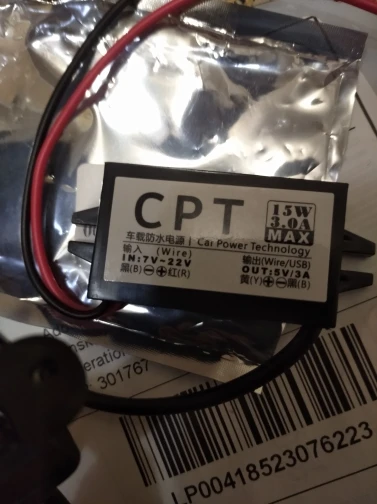 CPT
15W
3.0A
MAX
车载防水电源 | Car Power Technology
输入 (Wire)
IN:7V~22V
黑(B)⊖⊕红(R)
输出(Wire/USB)
OUT:5V/3A
黄(Y)⊕⊖黑(B)
301767
LP00418523076223